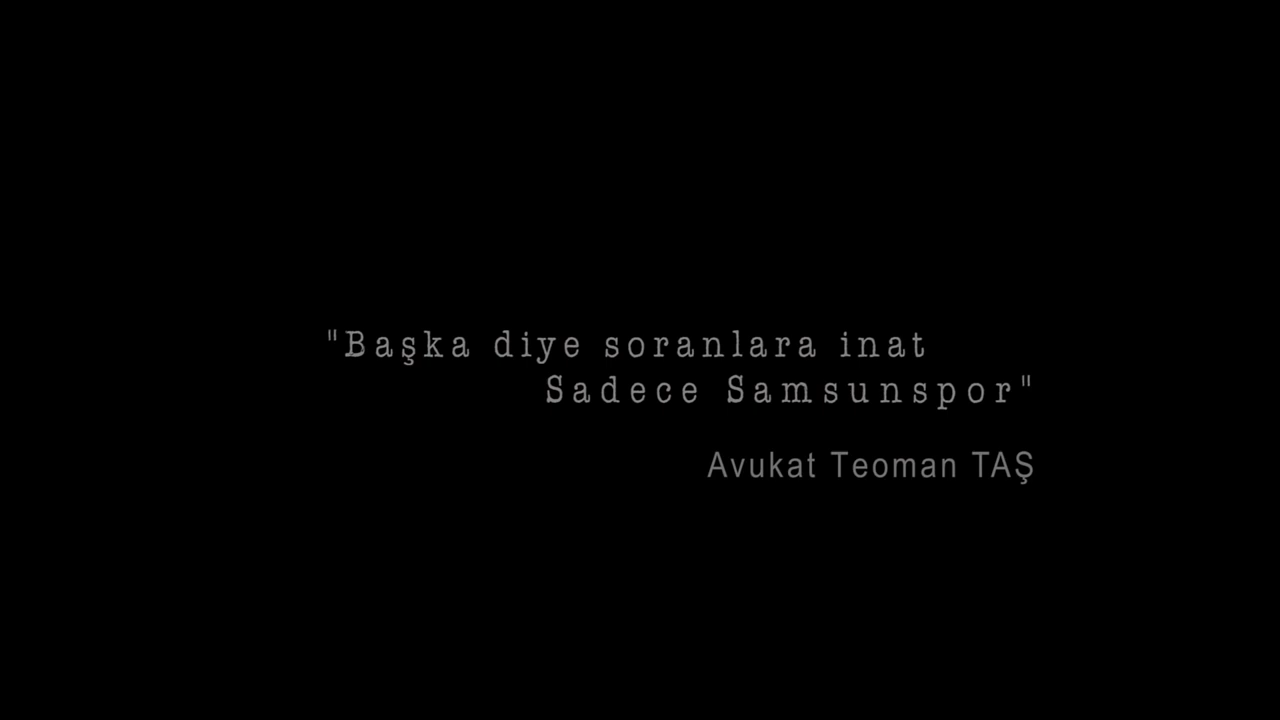 "Başka diye soranlara inat
Sadece Samsunspor"
Avukat Teoman TAŞ